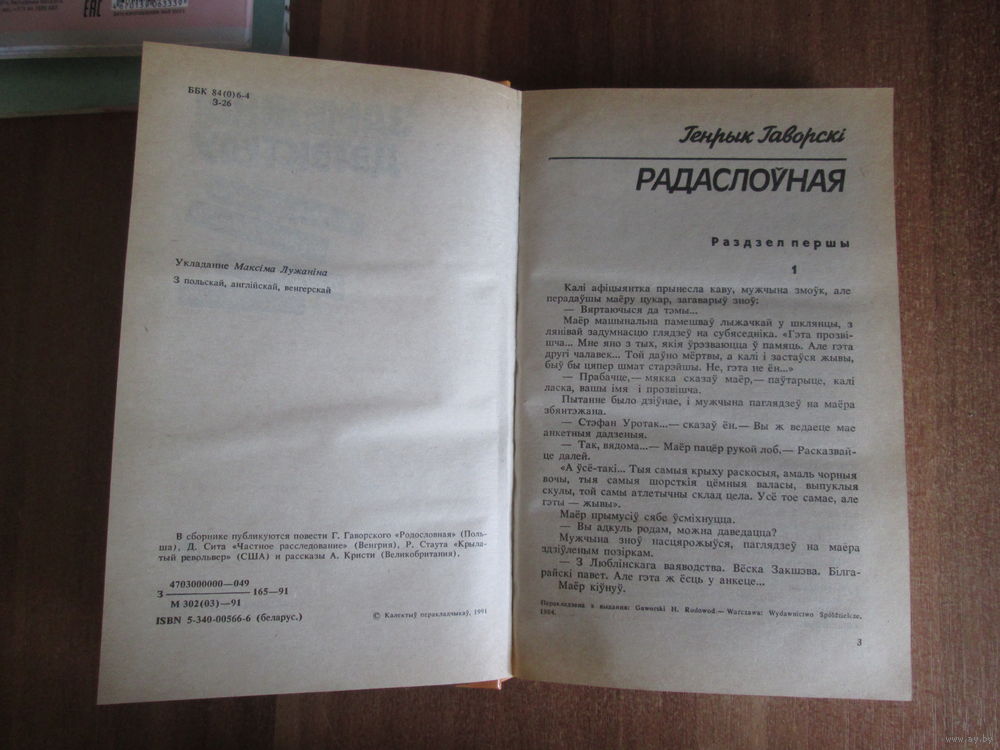 ЕАС
ББК 84(0)6-4
З-26
Укладанне Максіма Лужаніна
З польскай, англійскай, венгерскай
В сборнике публикуются повести Г. Гаворского «Родословная» (Поль-
ша), Д. Сита «Частное расследование» (Венгрия), Р. Стаута «Крыла-
тый револьвер» (США) и рассказы А. Кристи (Великобритания).
4703000000—049
З 165—91
М 302(03)—91
ISBN 5-340-00566-6 (беларус.)
© Калектыў перакладчыкаў, 1991
Генрык Гаворскі
РАДАСЛОЎНАЯ
Раздзел першы
1
Калі афіцыянтка прынесла каву, мужчына змоўк, але
перадаўшы маёру цукар, загаварыў зноў:
— Вяртаючыся да тэмы...
Маёр машынальна памешваў лыжачкай у шклянцы, з
лянівай задумнасцю глядзеў на субяседніка. «Гэта прозві-
шча... Мне яно з тых, якія ўрэзваюцца ў памяць. Але гэта
другі чалавек... Той даўно мёртвы, а калі і застаўся жывы,
быў бы цяпер шмат старэйшы. Не, гэта не ён...»
— Прабачце,— мякка сказаў маёр,— паўтарыце, калі
ласка, вашы імя і прозвішча.
Пытанне было дзіўнае, і мужчына паглядзеў на маёра
збянтэжана.
— Стэфан Уротак...— сказаў ён.— Вы ж ведаеце мае
анкетныя дадзеныя.
— Так, вядома...— Маёр пацёр рукой лоб.— Расказвай-
це далей.
«А ўсё-такі... Тыя самыя крыху раскосыя, амаль чорныя
вочы, тыя самыя шорсткія цёмныя валасы, выпуклыя
скулы, той самы атлетычны склад цела. Усё тое самае, але
гэты — жывы».
Маёр прымусіў сябе ўсміхнуцца.
— Вы адкуль родам, можна даведацца?
Мужчына зноў насцярожыўся, паглядзеў на маёра
здзіўленым позіркам.
— З Люблінскага ваяводства. Вёска Закшэва. Білга-
райскі павет. Але гэта ж ёсць у анкеце...
Маёр кіўнуў.
Перакладзена з выдання: Gaworski H. Rodowod.— Warszawa: Wydawnictwo Spółdzielcze,
1984.
3
www.ay.by